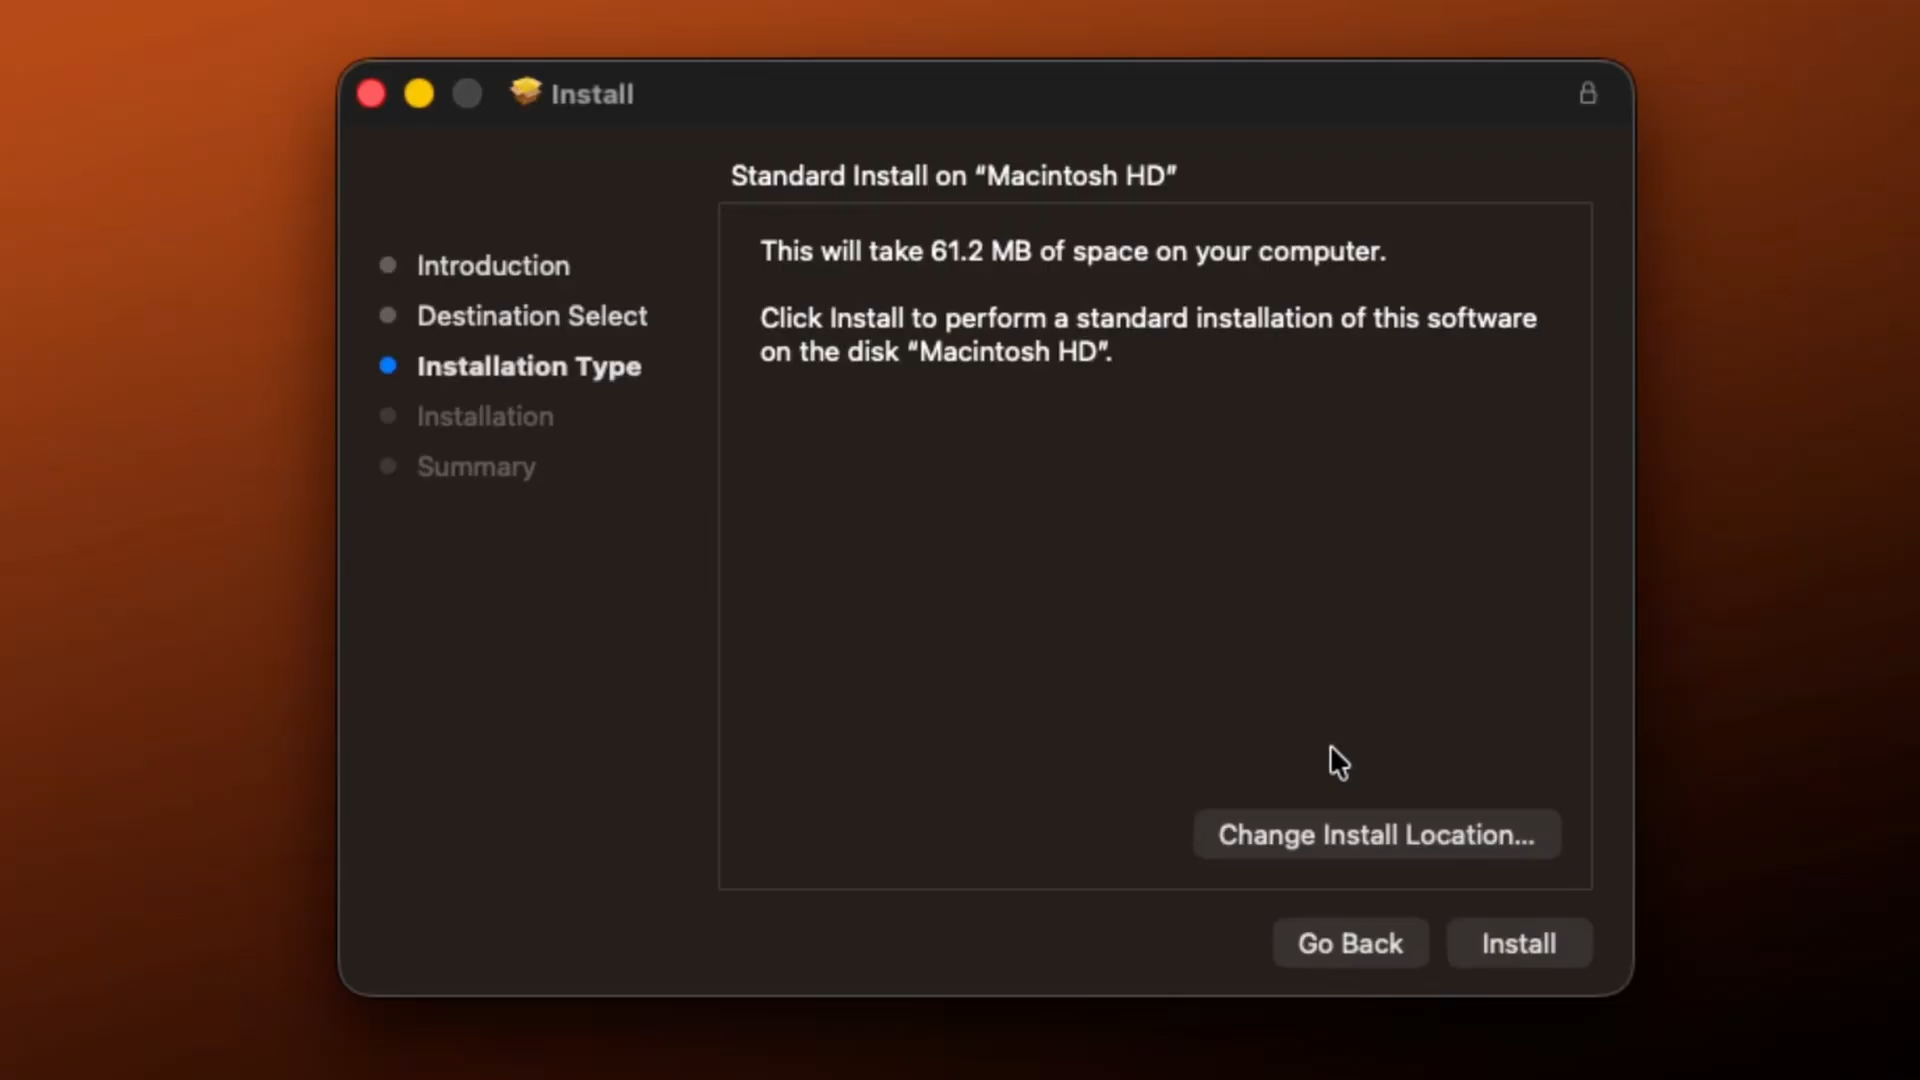 Install
Standard Install on “Macintosh HD”
Introduction
Destination Select
Installation Type
Installation
Summary
This will take 61.2 MB of space on your computer.
Click Install to perform a standard installation of this software
on the disk “Macintosh HD”.
Change Install Location...
Go Back
Install